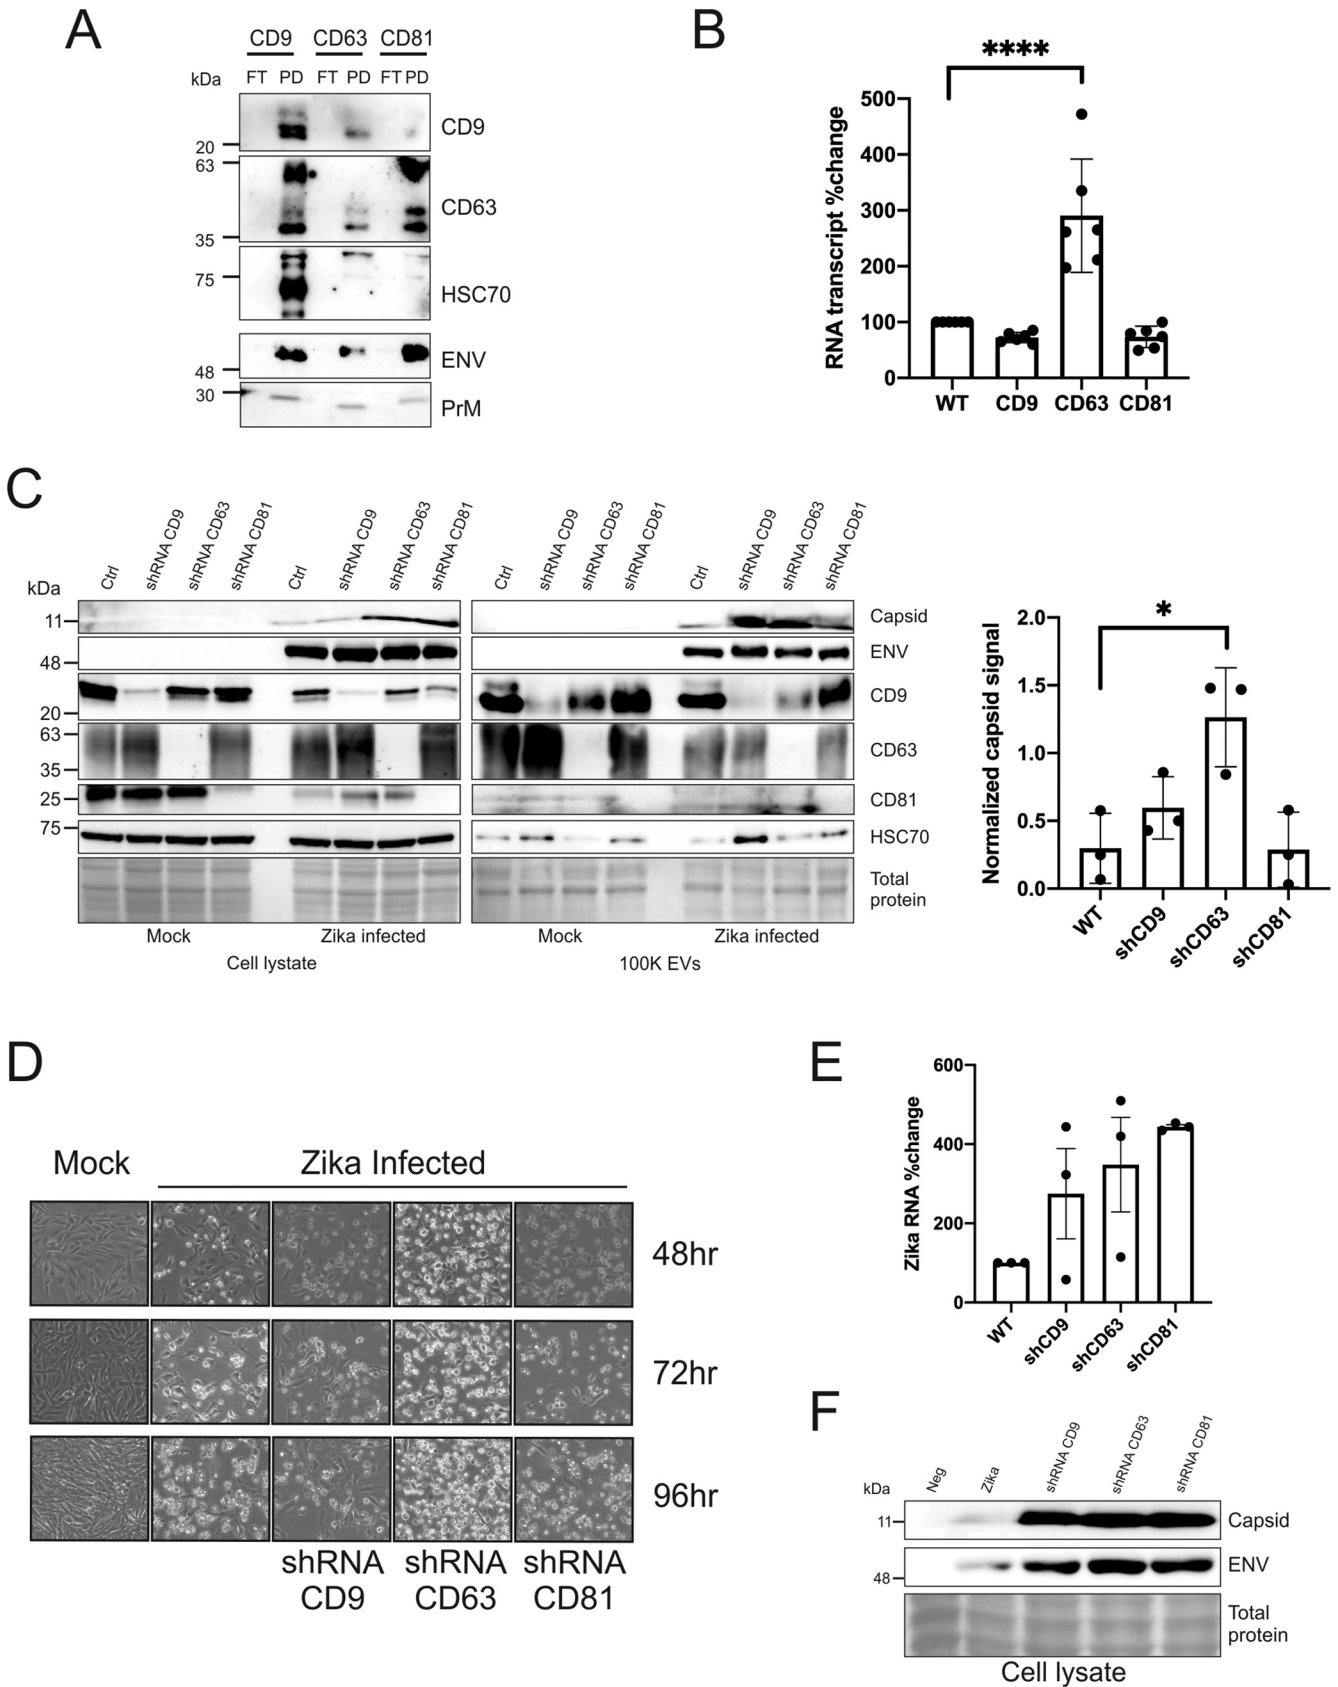 A
CD9 CD63 CD81
kDa FT PD FT PD FT PD
20 CD9
63
CD63
35
75
HSC70
ENV
48
30
PrM
B
****
RNA transcript %change
500
400
300
200
100
0
WT CD9 CD63 CD81
C
kDa
Ctrl shRNA CD9 shRNA CD63 shRNA CD81 Ctrl shRNA CD9 shRNA CD63 shRNA CD81 Ctrl shRNA CD9 shRNA CD63 shRNA CD81 Ctrl shRNA CD9 shRNA CD63 shRNA CD81
11 Capsid
48 ENV
20 CD9
63
CD63
35
25 CD81
75 HSC70
Total
protein
Mock Zika infected Mock Zika infected
Cell lystate 100K EVs
*
Normalized capsid signal
2.0
1.5
1.0
0.5
0.0
WT shCD9 shCD63 shCD81
D
Mock Zika Infected
48hr
72hr
96hr
shRNA shRNA shRNA
CD9 CD63 CD81
E
Zika RNA %change
600
400
200
0
WT shCD9 shCD63 shCD81
F
kDa Neg Zika shRNA CD9 shRNA CD63 shRNA CD81
11 Capsid
48 ENV
Total
protein
Cell lysate